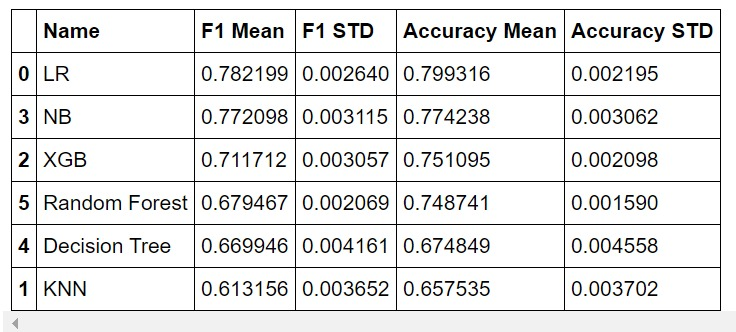 Name F1 Mean F1 STD Accuracy Mean Accuracy STD
0 LR 0.782199 0.002640 0.799316 0.002195
3 NB 0.772098 0.003115 0.774238 0.003062
2 XGB 0.711712 0.003057 0.751095 0.002098
5 Random Forest 0.679467 0.002069 0.748741 0.001590
4 Decision Tree 0.669946 0.004161 0.674849 0.004558
1 KNN 0.613156 0.003652 0.657535 0.003702